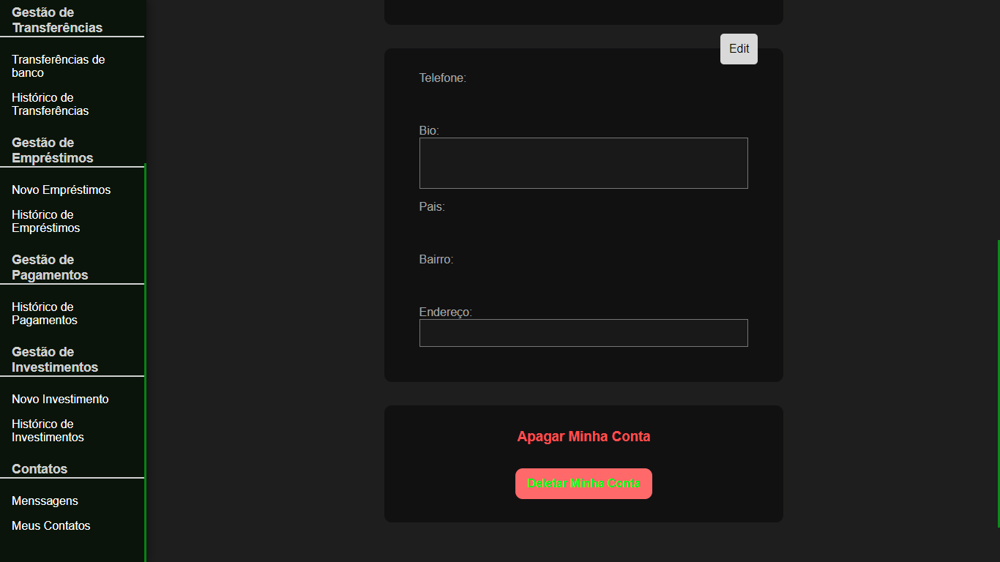 Gestão de
Transferências
Transferências de
banco
Histórico de
Transferências
Gestão de
Empréstimos
Novo Empréstimos
Histórico de
Empréstimos
Gestão de
Pagamentos
Histórico de
Pagamentos
Gestão de
Investimentos
Novo Investimento
Histórico de
Investimentos
Contatos
Menssagens
Meus Contatos
Edit
Telefone:
Bio:
Pais:
Bairro:
Endereço:
Apagar Minha Conta
Deletar Minha Conta